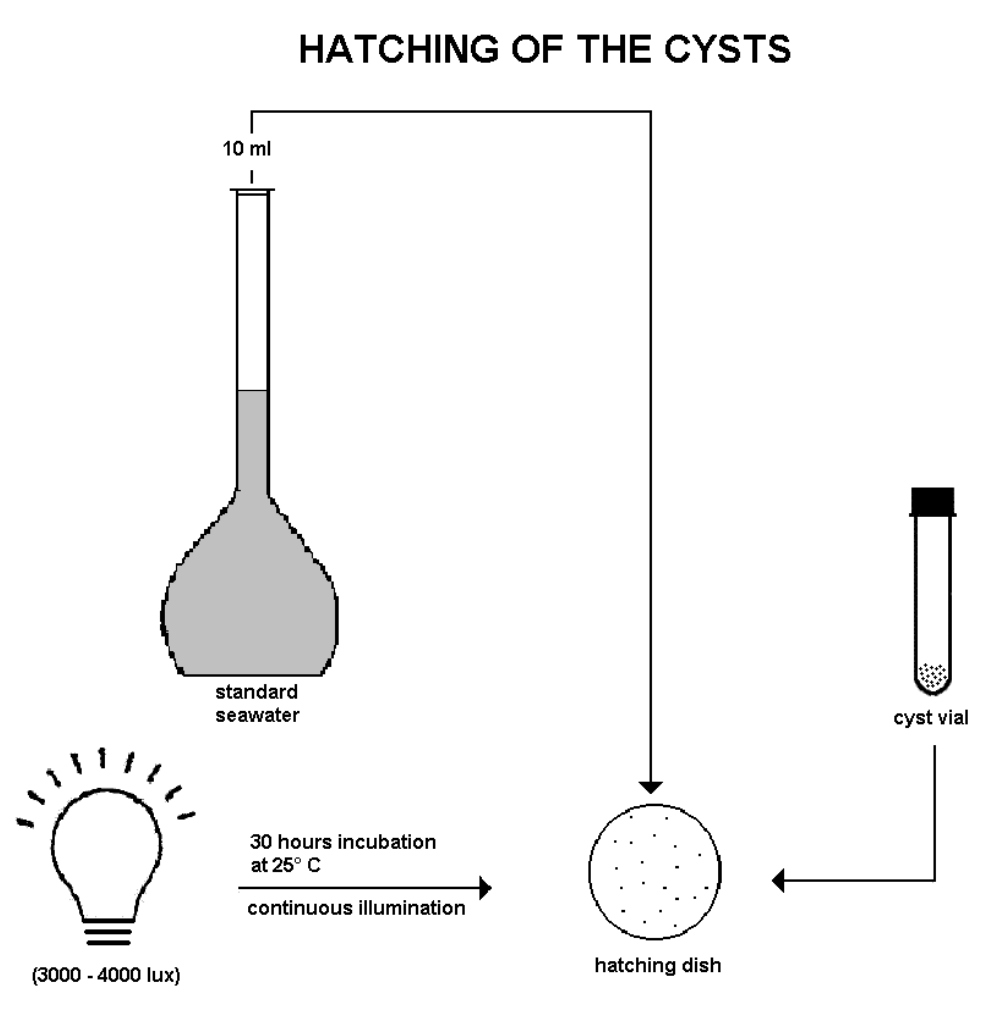 HATCHING OF THE CYSTS
10 ml
standard
seawater
cyst vial
30 hours incubation
at 25° C
continuous illumination
hatching dish
(3000 - 4000 lux)